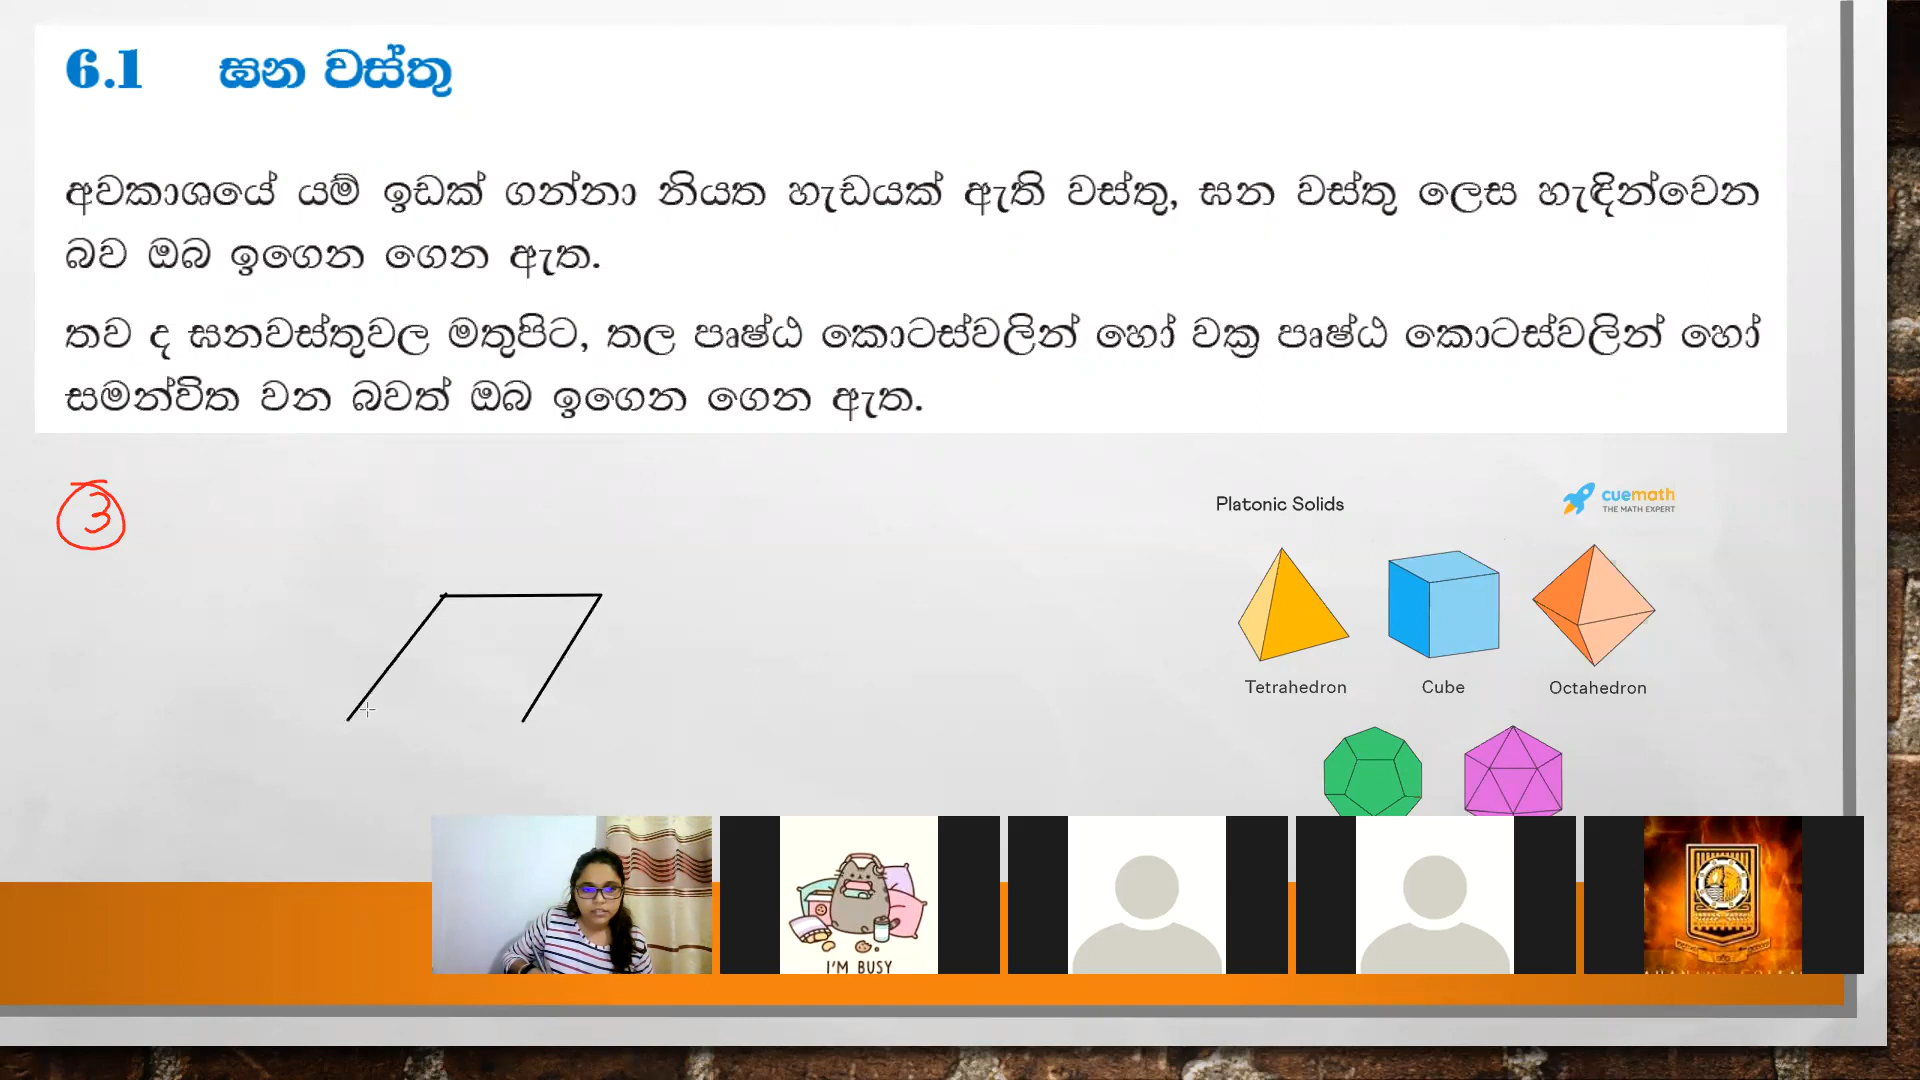 6.1 ඝන වස්තු
අවකාශයේ යම් ඉඩක් ගන්නා නියත හැඩයක් ඇති වස්තු, ඝන වස්තු ලෙස හැඳින්වෙන
බව ඔබ ඉගෙන ගෙන ඇත.
තව ද ඝනවස්තුවල මතුපිට, තල පෘෂ්ඨ කොටස්වලින් හෝ වක්‍ර පෘෂ්ඨ කොටස්වලින් හෝ
සමන්විත වන බවත් ඔබ ඉගෙන ගෙන ඇත.
3
Platonic Solids
cuemath
THE MATH EXPERT
Tetrahedron Cube Octahedron
I'M BUSY